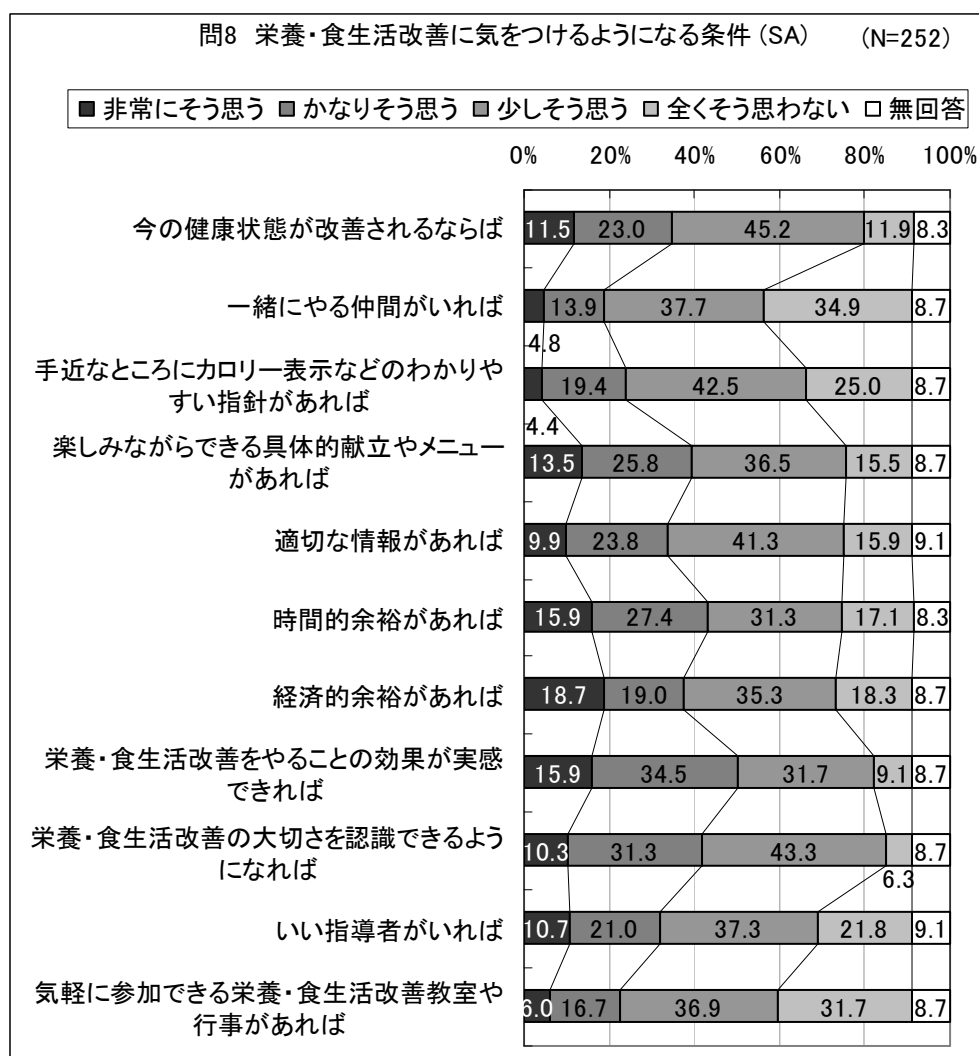 問8 栄養・食生活改善に気をつけるようになる条件(SA) (N=252)
■非常にそう思う ■かなりそう思う ■少しそう思う □全くそう思わない □無回答
0% 20% 40% 60% 80% 100%
今の健康状態が改善されるならば 11.5 23.0 45.2 11.9 8.3
一緒にやる仲間がいれば 13.9 37.7 34.9 8.7
4.8
手近なところにカロリー表示などのわかりや
すい指針があれば 19.4 42.5 25.0 8.7
4.4
楽しみながらできる具体的献立やメニュー
があれば 13.5 25.8 36.5 15.5 8.7
適切な情報があれば 9.9 23.8 41.3 15.9 9.1
時間的余裕があれば 15.9 27.4 31.3 17.1 8.3
経済的余裕があれば 18.7 19.0 35.3 18.3 8.7
栄養・食生活改善をやることの効果が実感
できれば 15.9 34.5 31.7 9.1 8.7
栄養・食生活改善の大切さを認識できるよう
になれば 10.3 31.3 43.3 8.7
6.3
いい指導者がいれば 10.7 21.0 37.3 21.8 9.1
気軽に参加できる栄養・食生活改善教室や
行事があれば 6.0 16.7 36.9 31.7 8.7